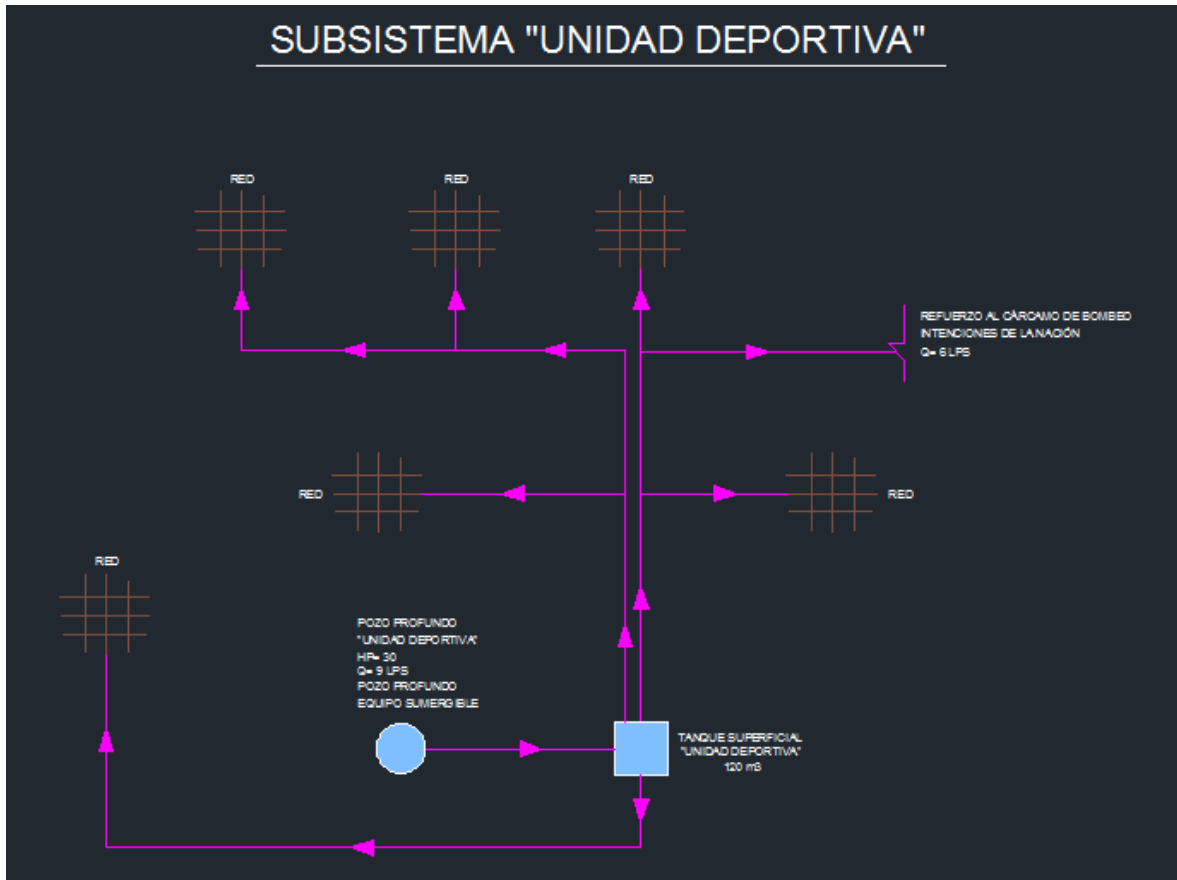 SUBSISTEMA "UNIDAD DEPORTIVA"
RED
RED
RED
REFUERZO AL CÁRCAMO DE BOMBEO
INTENCIONES DE LA NACIÓN
Q= 6 LPS
RED
RED
RED
POZO PROFUNDO
"UNIDAD DEPORTIVA"
HP= 30
Q= 9 LPS
POZO PROFUNDO
EQUIPO SUMERGIBLE
TANQUE SUPERFICIAL
"UNIDAD DEPORTIVA"
120 m3